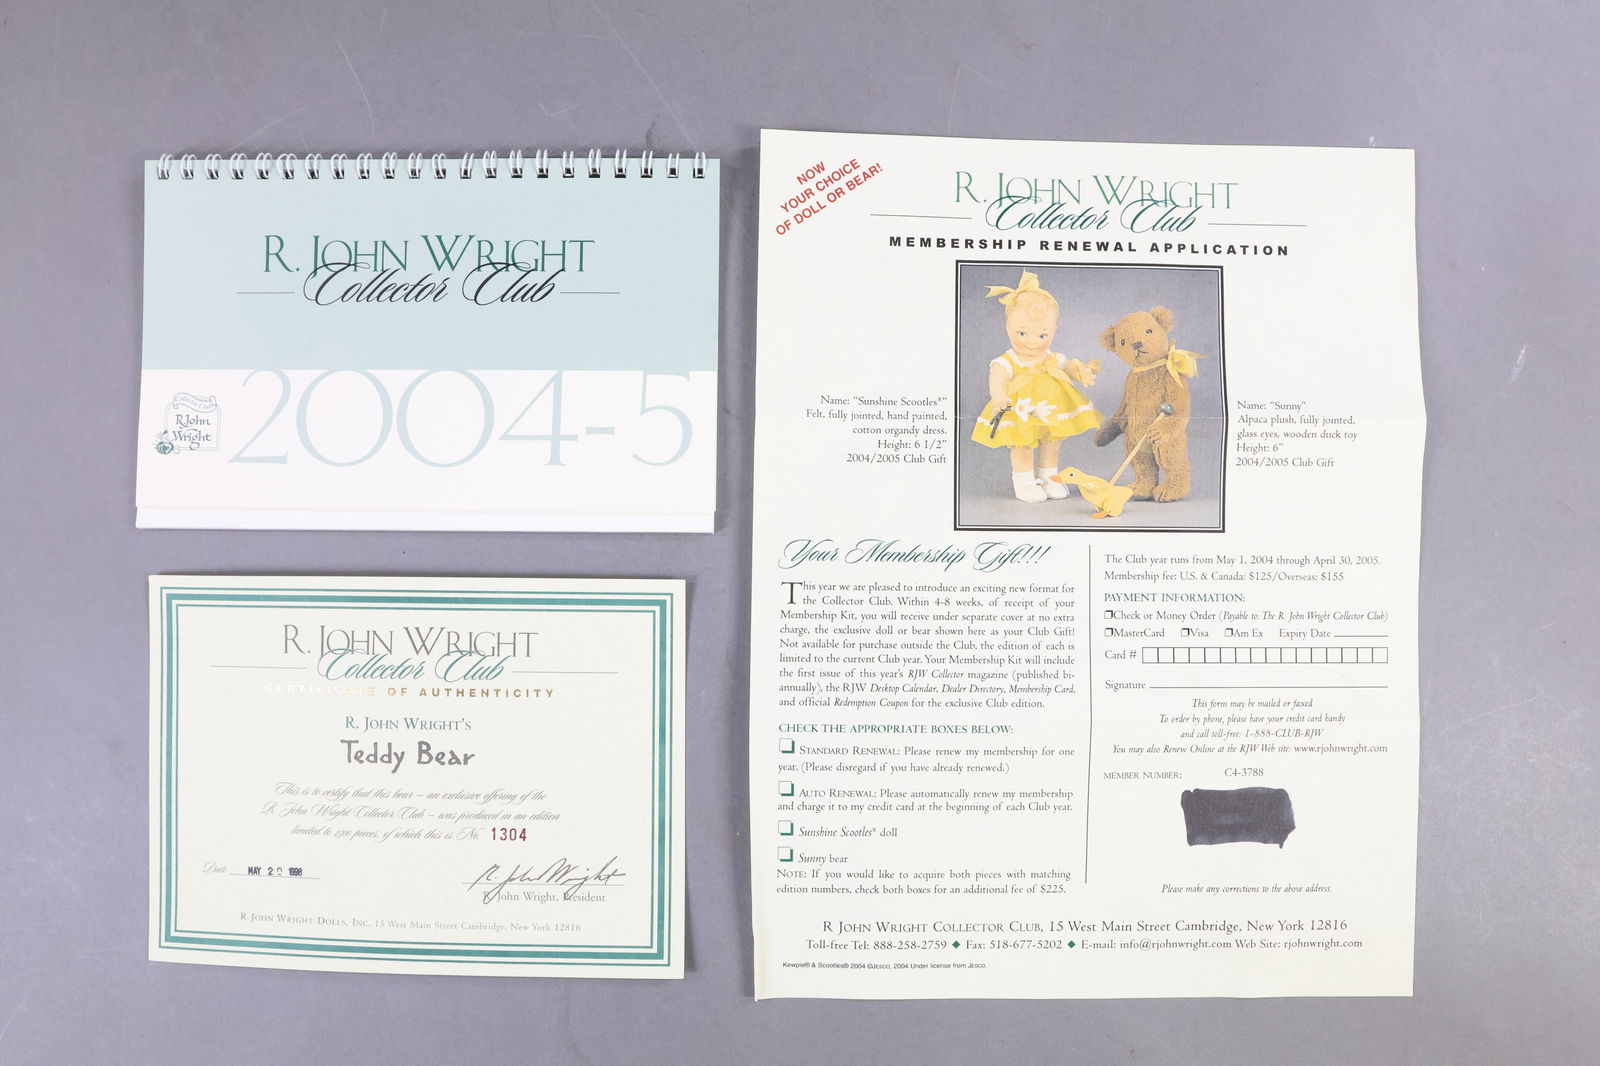 R. JOHN WRIGHT
Collector Club
2004-5
Collector Club
R. John
Wright
R. JOHN WRIGHT
Collector Club
CERTIFICATE OF AUTHENTICITY
R. JOHN WRIGHT'S
Teddy Bear
This is to certify that this bear – an exclusive offering of the
R. John Wright Collector Club – was produced in an edition
limited to 2500 pieces, of which this is No. 1304
Date MAY 20 1998
R. John Wright
R. John Wright, President
R JOHN WRIGHT DOLLS, INC. 15 West Main Street Cambridge, New York 12816
NOW
YOUR CHOICE
OF DOLL OR BEAR!
R. JOHN WRIGHT
Collector Club
MEMBERSHIP RENEWAL APPLICATION
Name: "Sunshine Scootles®"
Felt, fully jointed, hand painted,
cotton organdy dress.
Height: 6 1/2"
2004/2005 Club Gift
Name: "Sunny"
Alpaca plush, fully jointed,
glass eyes, wooden duck toy
Height: 6"
2004/2005 Club Gift
Your Membership Gift!!!
This year we are pleased to introduce an exciting new format for
the Collector Club. Within 4-8 weeks, of receipt of your
Membership Kit, you will receive under separate cover at no extra
charge, the exclusive doll or bear shown here as your Club Gift!
Not available for purchase outside the Club, the edition of each is
limited to the current Club year. Your Membership Kit will include
the first issue of this year's RJW Collector magazine (published bi-
annually), the RJW Desktop Calendar, Dealer Directory, Membership Card,
and official Redemption Coupon for the exclusive Club edition.
CHECK THE APPROPRIATE BOXES BELOW:
STANDARD RENEWAL: Please renew my membership for one
year. (Please disregard if you have already renewed.)
AUTO RENEWAL: Please automatically renew my membership
and charge it to my credit card at the beginning of each Club year.
Sunshine Scootles® doll
Sunny bear
NOTE: If you would like to acquire both pieces with matching
edition numbers, check both boxes for an additional fee of $225.
The Club year runs from May 1, 2004 through April 30, 2005.
Membership fee: U.S. & Canada: $125/Overseas: $155
PAYMENT INFORMATION:
Check or Money Order (Payable to: The R. John Wright Collector Club)
MasterCard Visa Am Ex Expiry Date
Card #
Signature
This form may be mailed or faxed
To order by phone, please have your credit card handy
and call toll-free: 1-888-CLUB-RJW
You may also Renew Online at the RJW Web site: www.rjohnwright.com
MEMBER NUMBER: C4-3788
Please make any corrections to the above address.
R JOHN WRIGHT COLLECTOR CLUB, 15 West Main Street Cambridge, New York 12816
Toll-free Tel: 888-258-2759 ◆ Fax: 518-677-5202 ◆ E-mail: info@rjohnwright.com Web Site: rjohnwright.com
Kewpie® & Scootles® 2004 ©JESCO, 2004 Under license from JESCO.